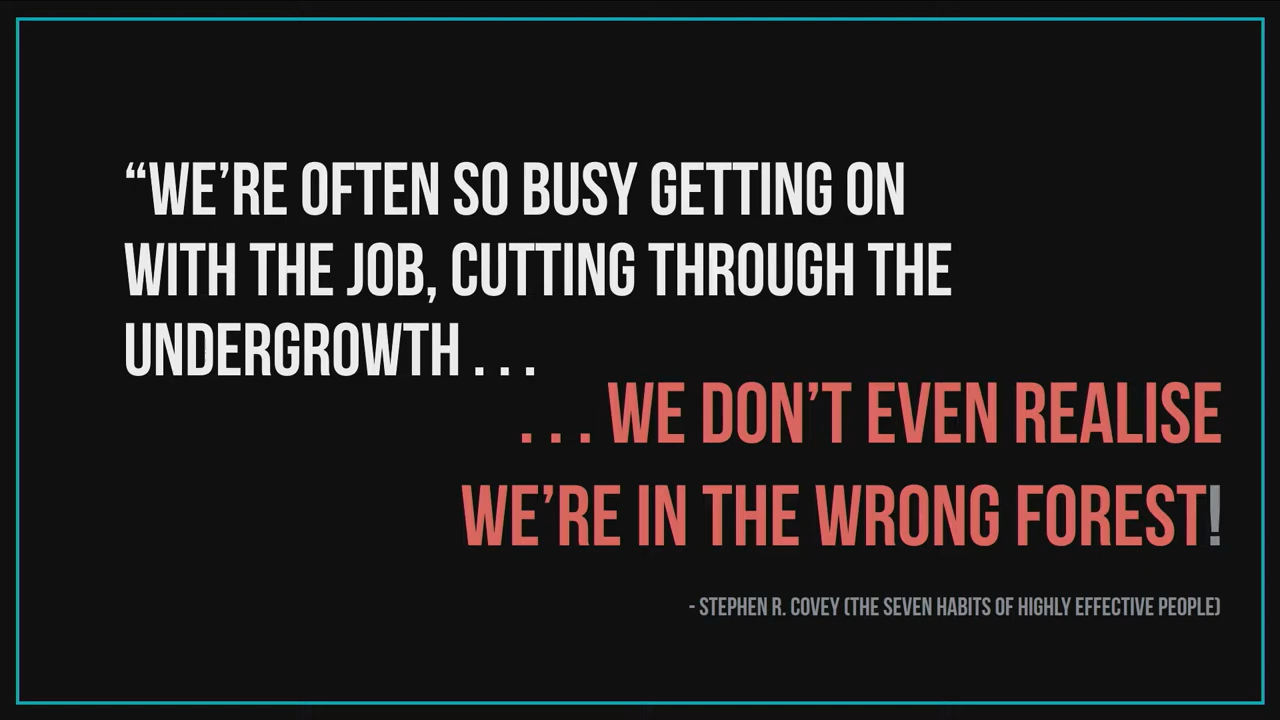 “WE’RE OFTEN SO BUSY GETTING ON
WITH THE JOB, CUTTING THROUGH THE
UNDERGROWTH . . .
. . . WE DON’T EVEN REALISE
WE’RE IN THE WRONG FOREST!
- STEPHEN R. COVEY (THE SEVEN HABITS OF HIGHLY EFFECTIVE PEOPLE)